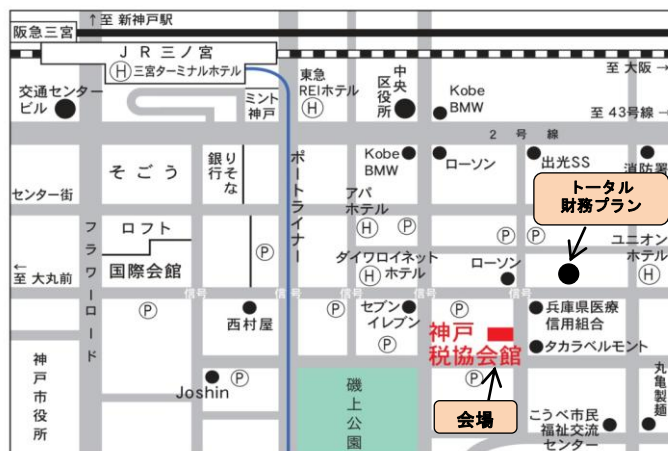 ↑至 新神戸駅
阪急三宮
ＪＲ三ノ宮
Ⓗ三宮ターミナルホテル
至 大阪 →
交通センター
ビル
ミント
神戸
東急
REIホテル
Ⓗ
中央
区役所
Kobe
BMW
至 43号線→
２号線
そごう
りそな
銀行
ポートライナー
Kobe
BMW
ローソン
出光SS
消防署
センター街
トータル
財務プラン
フラワーロード
ロフト
国際会館
Ⓟ
アパ
ホテル
Ⓗ
Ⓟ
Ⓟ
Ⓟ
ユニオン
ホテル
Ⓗ
←
至 大丸前
ダイワロイネット
Ⓗ ホテル
ローソン
信号
信号
信号
信号
Ⓟ
西村屋
Ⓟ
セブン
イレブン
Ⓟ
Ⓟ
兵庫県医療
信用組合
神戸
税協会館
タカラベルモント
神戸市役所
Joshin
Ⓟ
磯上公園
Ⓟ
会場
こうべ市民
福祉交流
センター
丸亀製麺